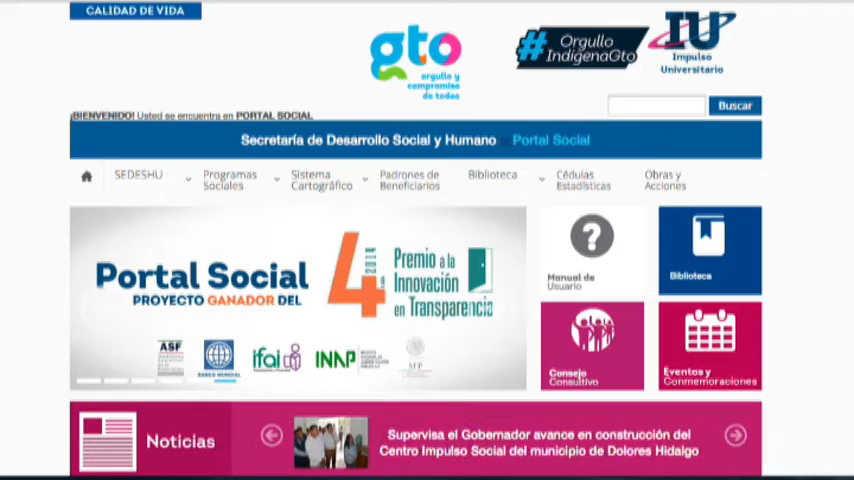 CALIDAD DE VIDA
gto
orgullo y
compromiso
de todos
#Orgullo
IndígenaGto
IU
Impulso
Universitario
Buscar
¡BIENVENIDO! Usted se encuentra en PORTAL SOCIAL
Secretaría de Desarrollo Social y Humano Portal Social
SEDESHU
Programas
Sociales
Sistema
Cartográfico
Padrones de
Beneficiarios
Biblioteca
Cédulas
Estadísticas
Obras y
Acciones
Portal Social
PROYECTO GANADOR DEL
4
2014
Premio a la
Innovación
en Transparencia
ASF
BANCO MUNDIAL
ifai
INAP
SFP
?
Manual de
Usuario
Biblioteca
Consejo
Consultivo
Eventos y
Conmemoraciones
Noticias
Supervisa el Gobernador avance en construcción del
Centro Impulso Social del municipio de Dolores Hidalgo